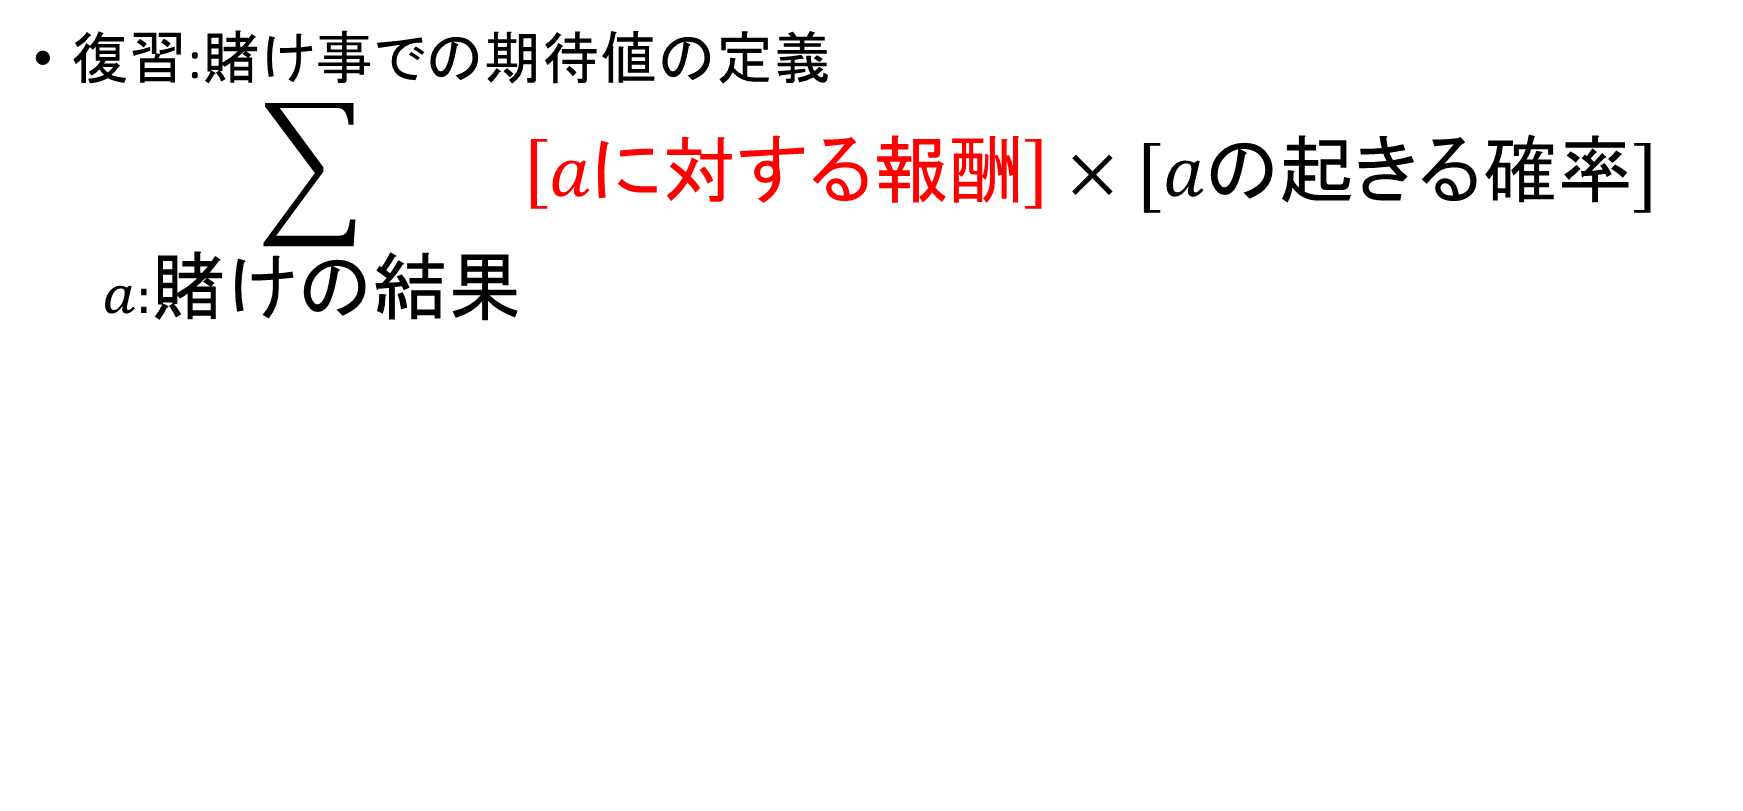 • 復習:賭け事での期待値の定義
∑ [aに対する報酬] × [aの起きる確率]
a:賭けの結果